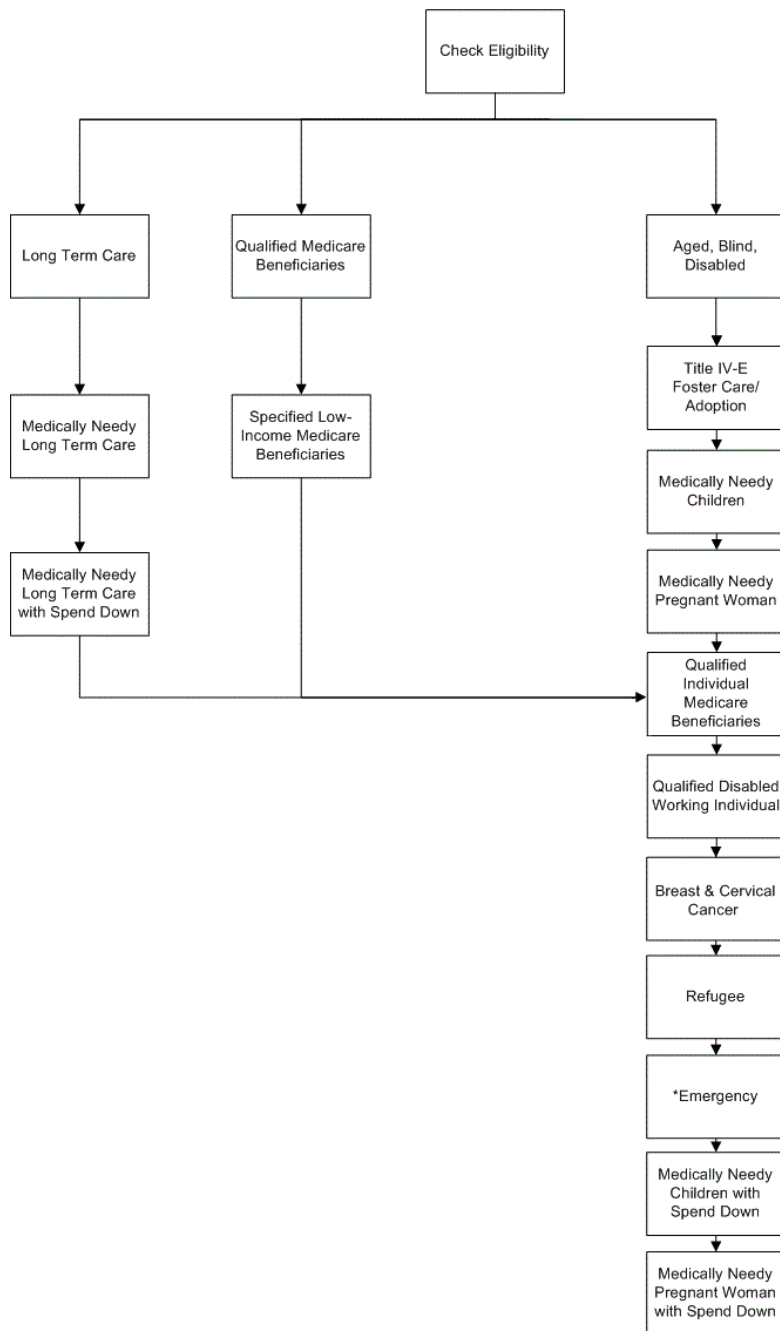 Check Eligibility
Long Term Care
Qualified Medicare
Beneficiaries
Aged, Blind,
Disabled
Title IV-E
Foster Care/
Adoption
Medically Needy
Long Term Care
Specified Low-
Income Medicare
Beneficiaries
Medically Needy
Children
Medically Needy
Long Term Care
with Spend Down
Medically Needy
Pregnant Woman
Qualified
Individual
Medicare
Beneficiaries
Qualified Disabled
Working Individual
Breast & Cervical
Cancer
Refugee
*Emergency
Medically Needy
Children with
Spend Down
Medically Needy
Pregnant Woman
with Spend Down